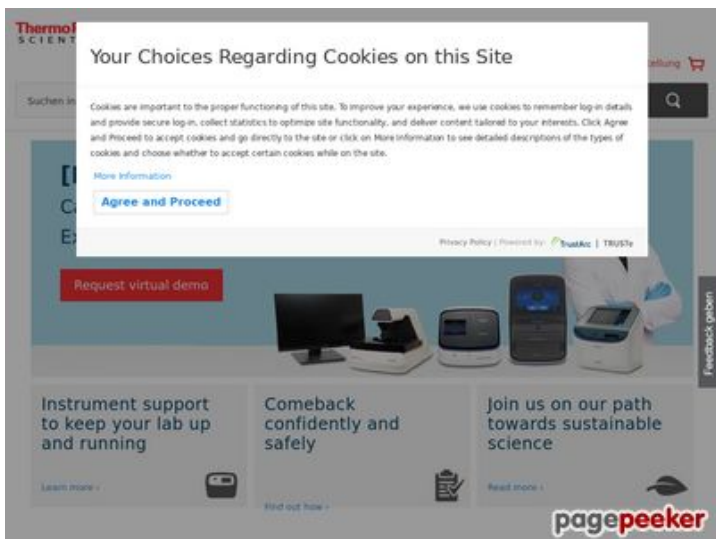 Thermo
SCIENT
Your Choices Regarding Cookies on this Site
ellung
Suchen in
Cookies are important to the proper functioning of this site. To improve your experience, we use cookies to remember log-in details
and provide secure log-in, collect statistics to optimize site functionality, and deliver content tailored to your interests. Click Agree
and Proceed to accept cookies and go directly to the site or click on More Information to see detailed descriptions of the types of
cookies and choose whether to accept certain cookies while on the site.
More Information
Agree and Proceed
Privacy Policy | Powered by: TrustArc | TRUSTe
Request virtual demo
Feedback geben
Instrument support
to keep your lab up
and running
Learn more ›
Comeback
confidently and
safely
Find out how ›
Join us on our path
towards sustainable
science
Read more ›
pagepeeker